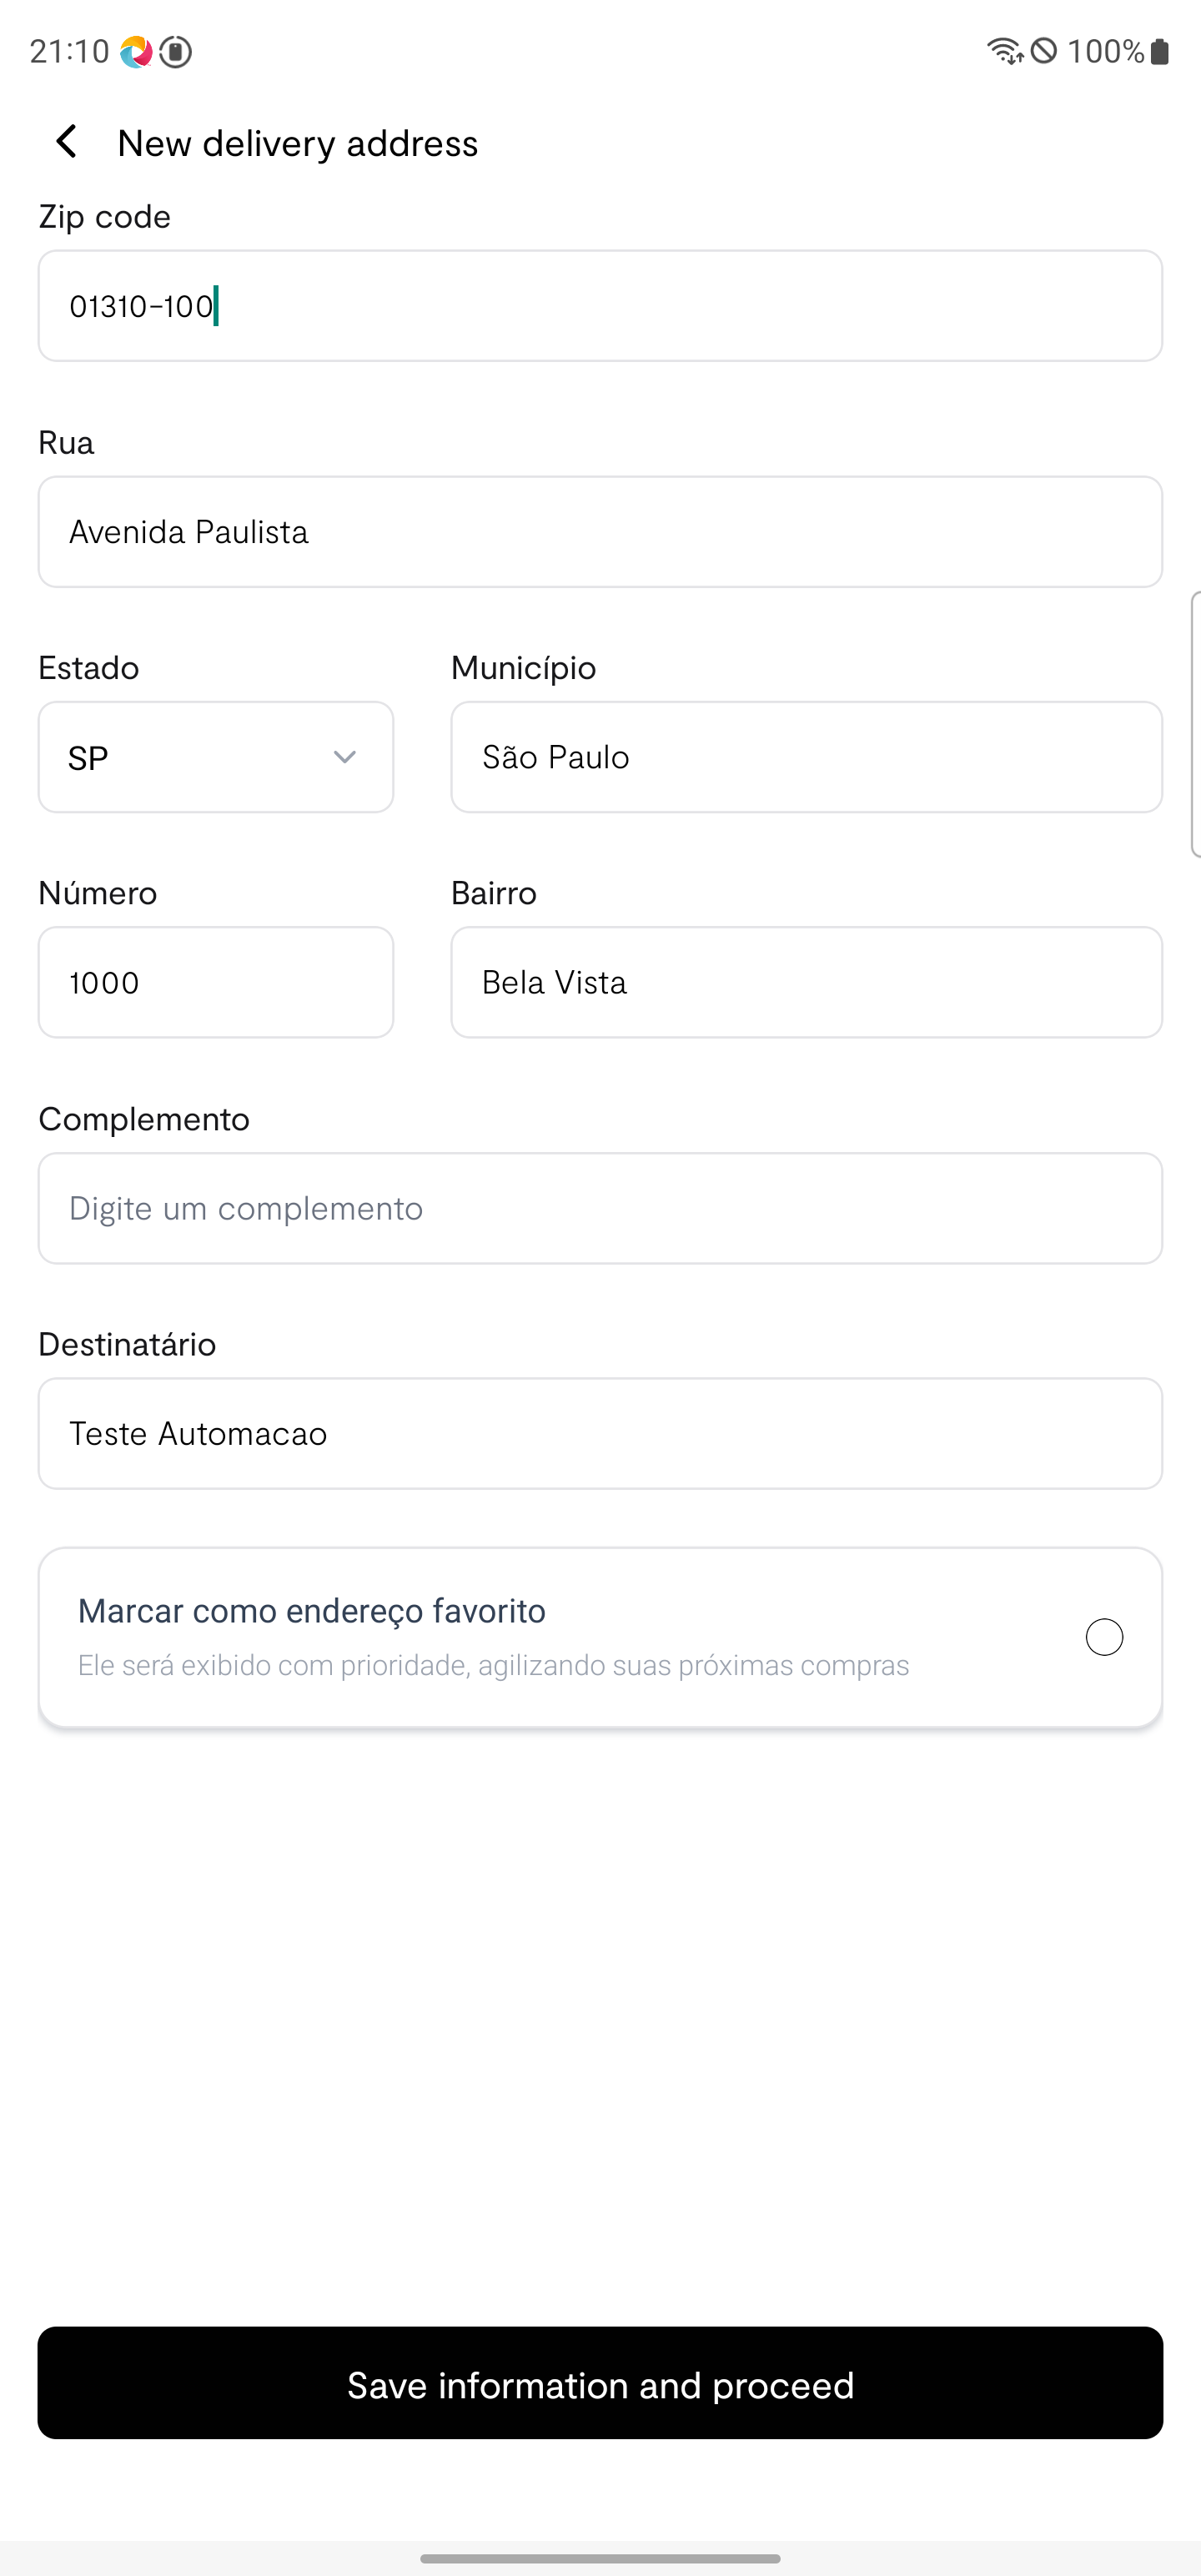 21:10 100%
New delivery address
Zip code
01310-100
Rua
Avenida Paulista
Estado Município
SP São Paulo
Número Bairro
1000 Bela Vista
Complemento
Digite um complemento
Destinatário
Teste Automacao
Marcar como endereço favorito
Ele será exibido com prioridade, agilizando suas próximas compras
Save information and proceed